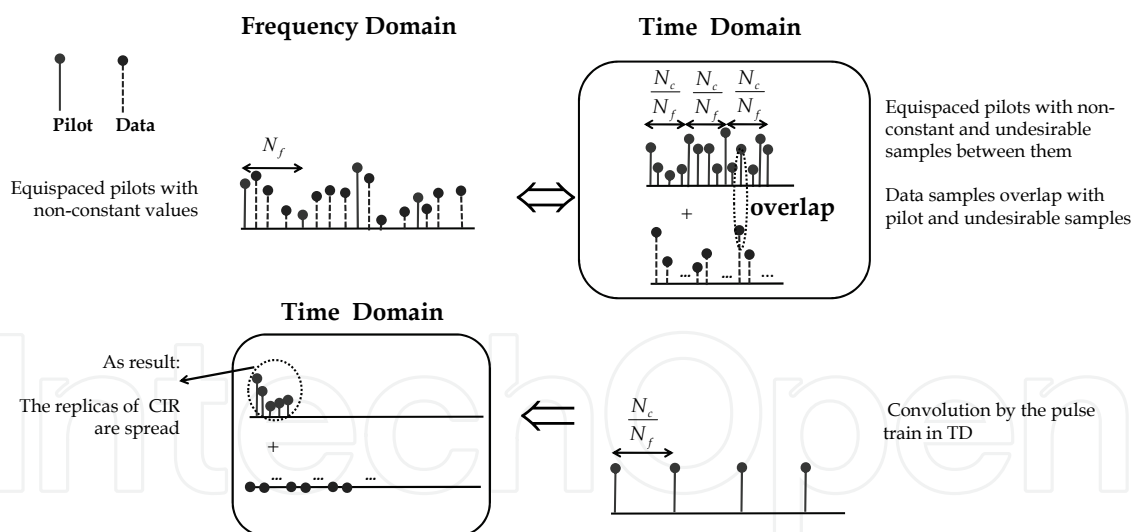 Frequency Domain
Time Domain
Pilot Data
N_f
Equispaced pilots with
non-constant values
N_c N_c N_c
N_f N_f N_f
+
overlap
... ... ...
Equispaced pilots with non-
constant and undesirable
samples between them
Data samples overlap with
pilot and undesirable samples
Time Domain
As result:
The replicas of CIR
are spread
+
... ... ...
N_c
N_f
Convolution by the pulse
train in TD
IntechOpen